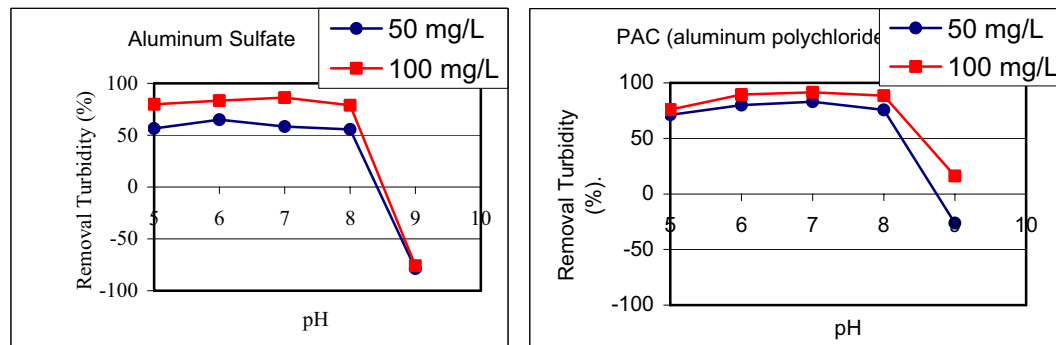 Aluminum Sulfate
50 mg/L
100 mg/L
Removal Turbidity (%)
100
50
0
-50
-100
5 6 7 8 9 10
pH
PAC (aluminum polychloride
50 mg/L
100 mg/L
Removal Turbidity
(%).
100
50
0
-50
-100
5 6 7 8 9 10
pH